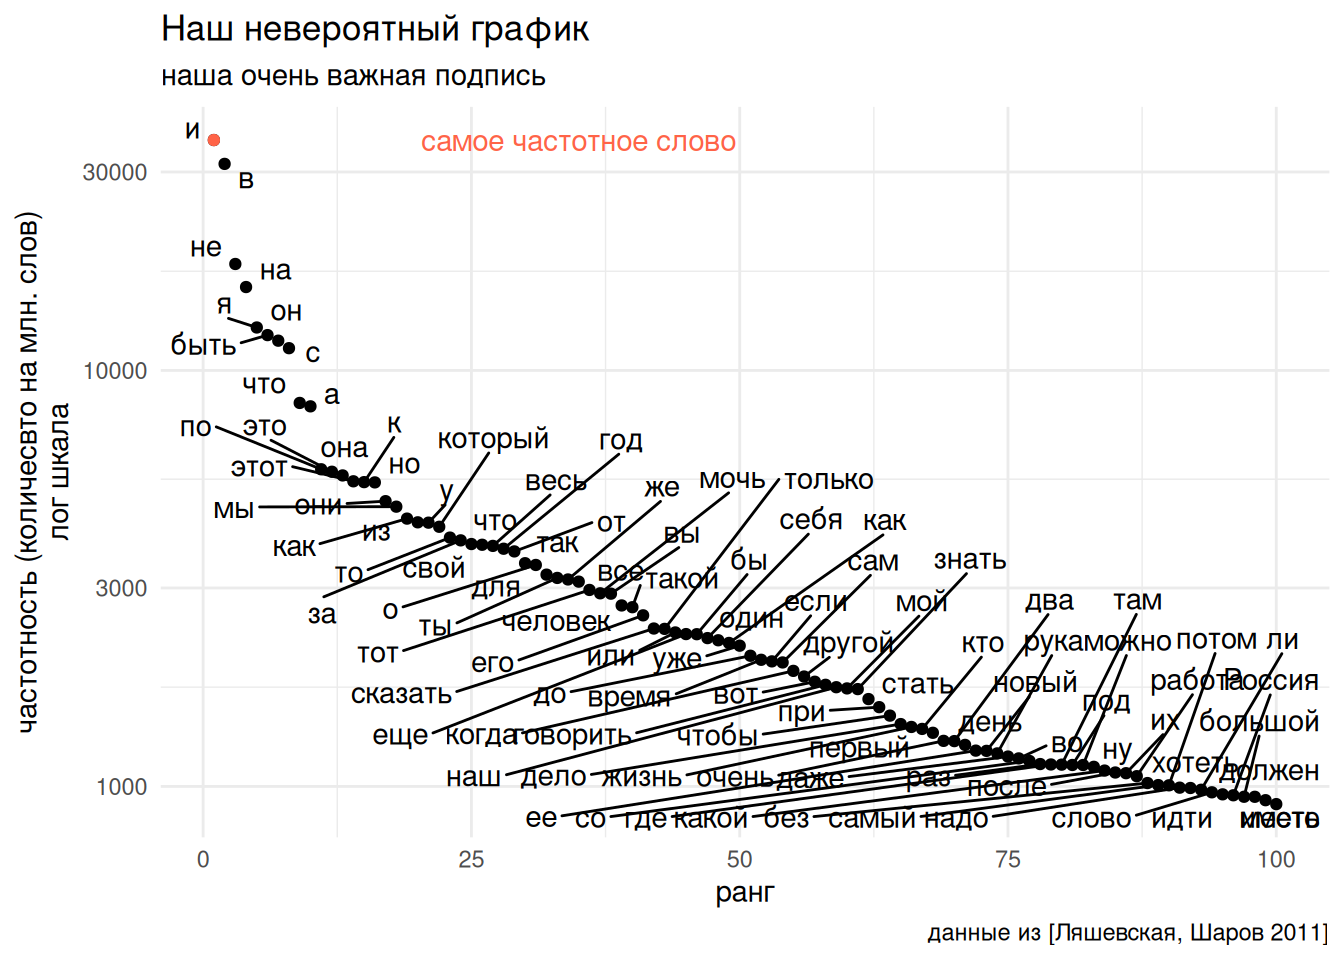 Наш невероятный график
наша очень важная подпись
и
самое частотное слово
30000
в
не
на
я
он
быть
с
10000
что
а
по
это
к
она
который
год
этот
но
весь
мочь
только
мы
они
у
же
как
из
что
от
вы
себя
как
то
свой
так
все
такой
бы
сам
знать
3000
за
о
для
ты
человек
один
если
мой
два
там
тот
его
или
уже
другой
кто
рука
можно
потом
ли
сказать
до
время
вот
стать
новый
работа
Россия
еще
когда
говорить
чтобы
при
первый
день
под
их
большой
во
ну
хотеть
должен
1000
наш
дело
жизнь
очень
даже
раз
после
ее
со
где
какой
без
самый
надо
слово
идти
иметь
0
25
50
75
100
ранг
частотность (количесвто на млн. слов)
лог шкала
данные из [Ляшевская, Шаров 2011]